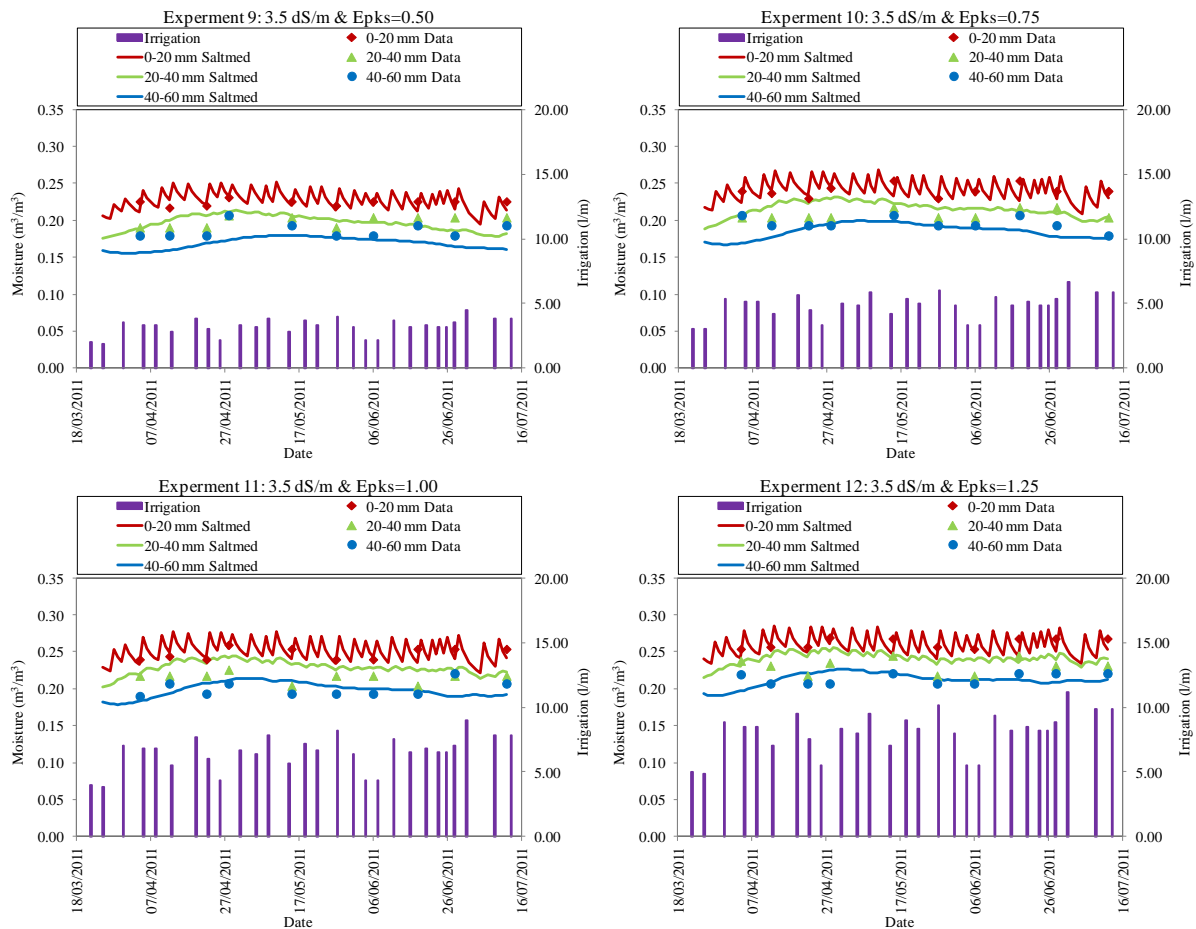 Experiment 9: 3.5 dS/m & Epks=0.50
Irrigation
0-20 mm Data
0-20 mm Saltmed
20-40 mm Data
20-40 mm Saltmed
40-60 mm Data
40-60 mm Saltmed
0.35
0.30
0.25
0.20
0.15
0.10
0.05
0.00
Moisture (m³/m³)
20.00
15.00
10.00
5.00
0.00
Irrigation (l/m)
18/03/2011
07/04/2011
27/04/2011
17/05/2011
06/06/2011
26/06/2011
16/07/2011
Date
Experiment 10: 3.5 dS/m & Epks=0.75
Irrigation
0-20 mm Data
0-20 mm Saltmed
20-40 mm Data
20-40 mm Saltmed
40-60 mm Data
40-60 mm Saltmed
0.35
0.30
0.25
0.20
0.15
0.10
0.05
0.00
Moisture (m³/m³)
20.00
15.00
10.00
5.00
0.00
Irrigation (l/m)
18/03/2011
07/04/2011
27/04/2011
17/05/2011
06/06/2011
26/06/2011
16/07/2011
Date
Experiment 11: 3.5 dS/m & Epks=1.00
Irrigation
0-20 mm Data
0-20 mm Saltmed
20-40 mm Data
20-40 mm Saltmed
40-60 mm Data
40-60 mm Saltmed
0.35
0.30
0.25
0.20
0.15
0.10
0.05
0.00
Moisture (m³/m³)
20.00
15.00
10.00
5.00
0.00
Irrigation (l/m)
18/03/2011
07/04/2011
27/04/2011
17/05/2011
06/06/2011
26/06/2011
16/07/2011
Date
Experiment 12: 3.5 dS/m & Epks=1.25
Irrigation
0-20 mm Data
0-20 mm Saltmed
20-40 mm Data
20-40 mm Saltmed
40-60 mm Data
40-60 mm Saltmed
0.35
0.30
0.25
0.20
0.15
0.10
0.05
0.00
Moisture (m³/m³)
20.00
15.00
10.00
5.00
0.00
Irrigation (l/m)
18/03/2011
07/04/2011
27/04/2011
17/05/2011
06/06/2011
26/06/2011
16/07/2011
Date